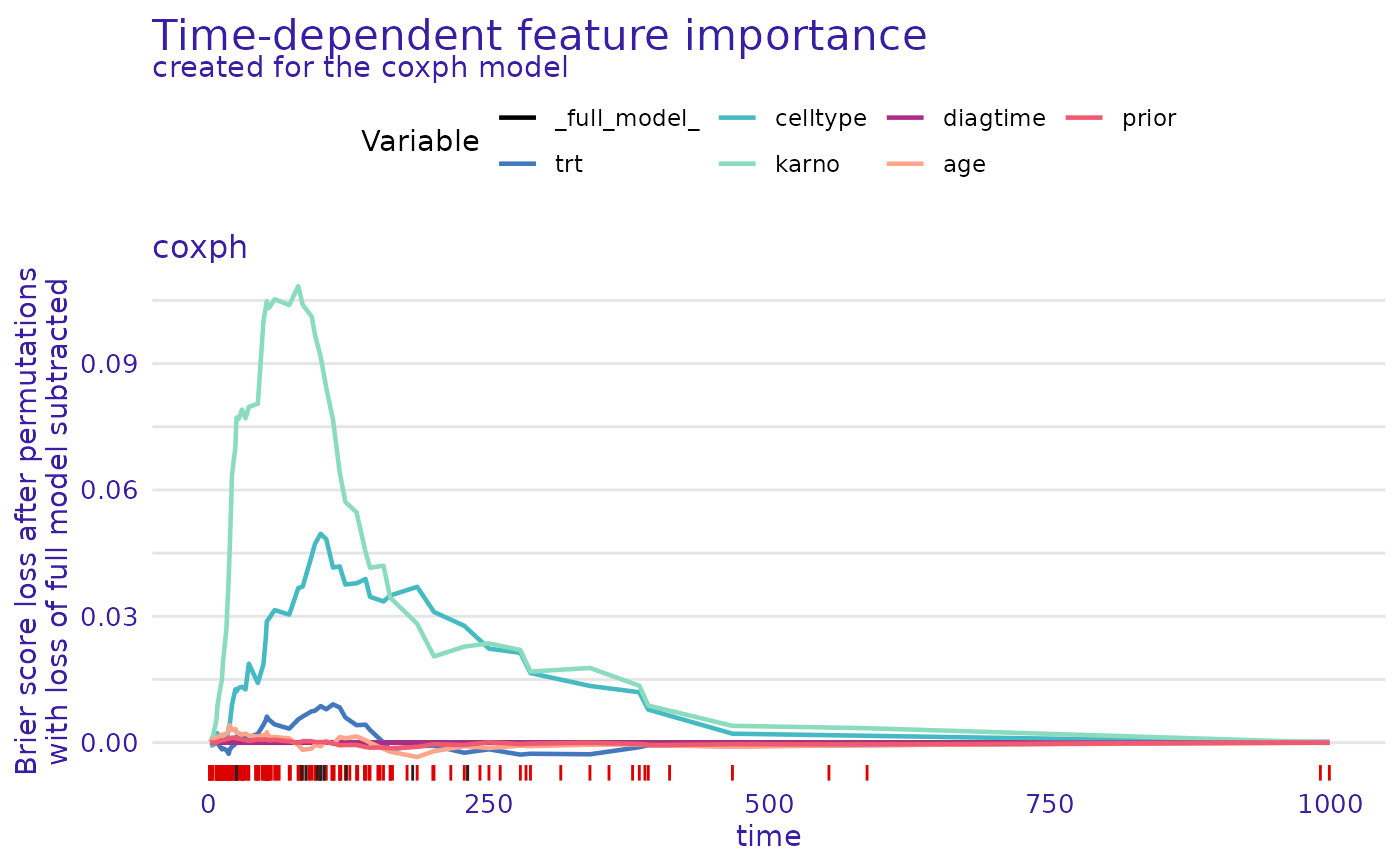 Time-dependent feature importance
created for the coxph model
Variable
_full_model_ celltype diagtime prior
trt karno age
coxph
Brier score loss after permutations
with loss of full model subtracted
0.09
0.06
0.03
0.00
0 250 500 750 1000
time